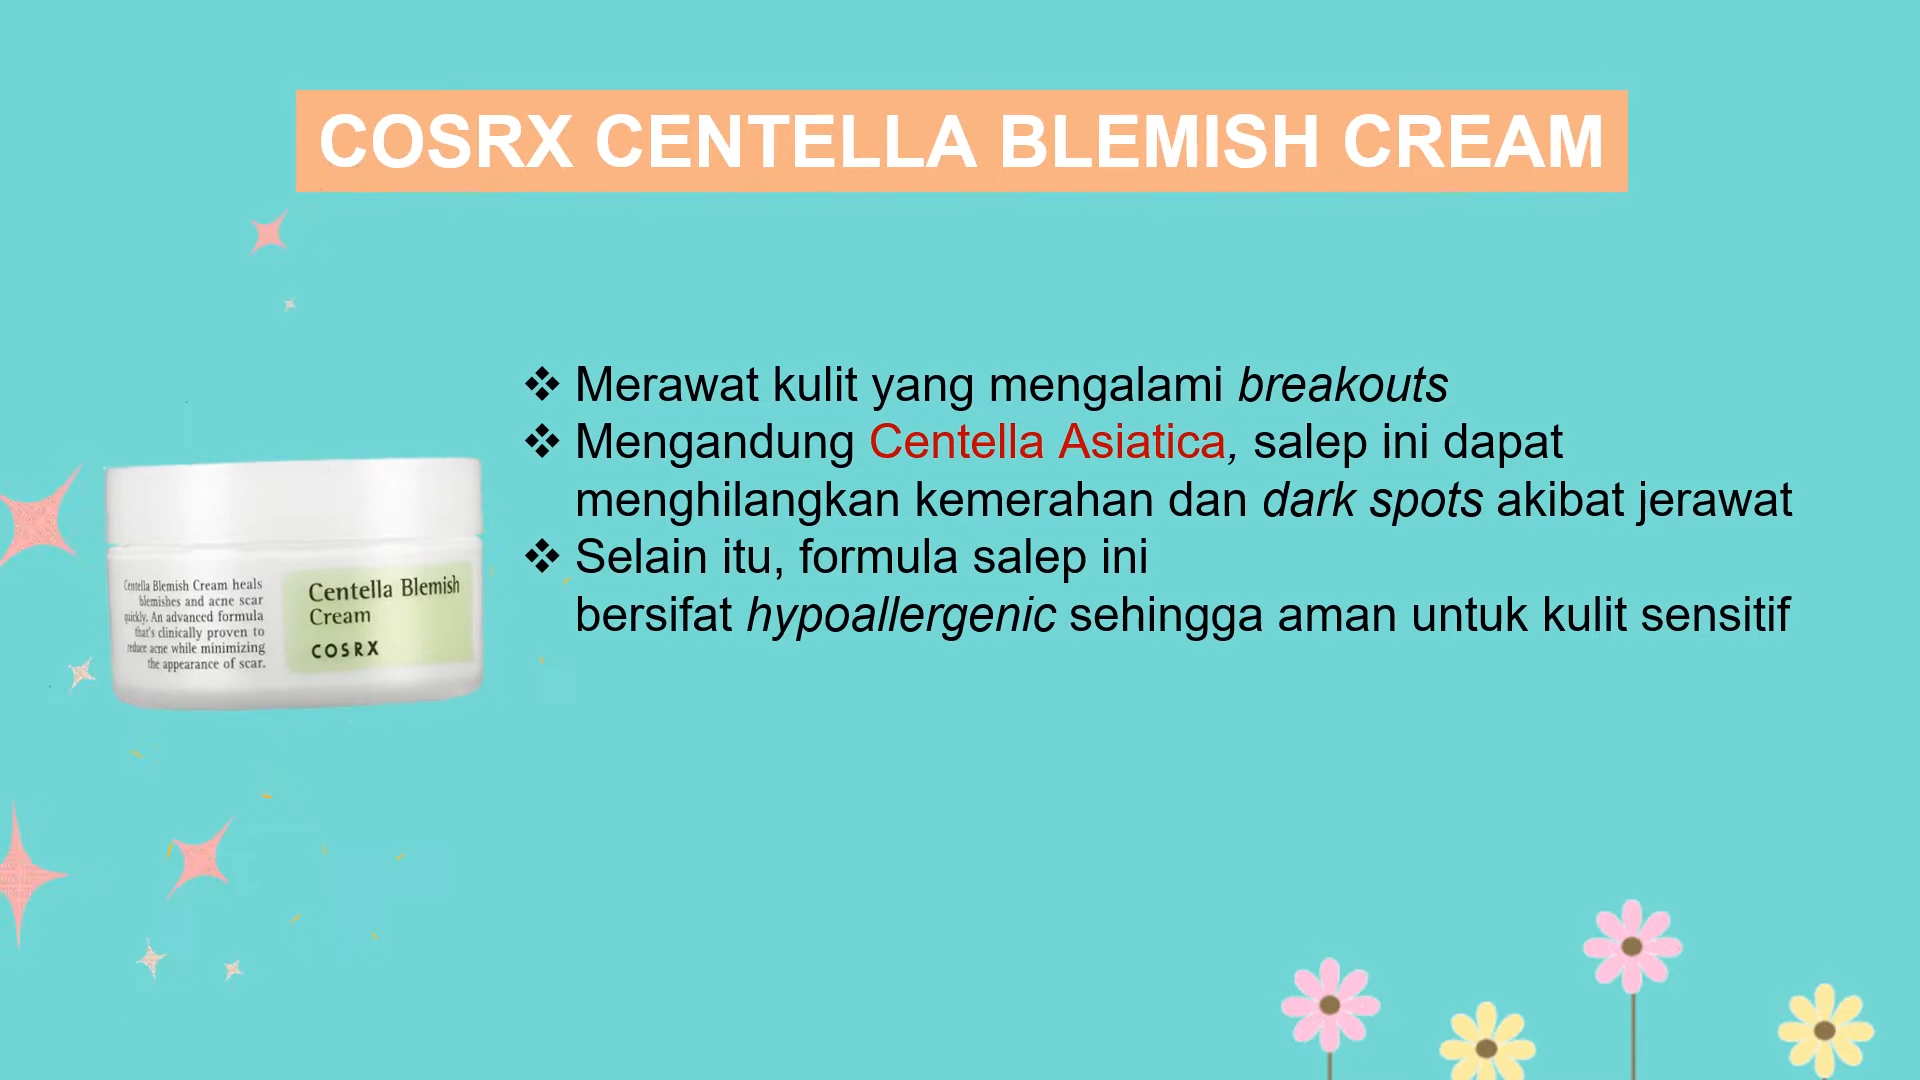 COSRX CENTELLA BLEMISH CREAM
❖ Merawat kulit yang mengalami breakouts
❖ Mengandung Centella Asiatica, salep ini dapat
menghilangkan kemerahan dan dark spots akibat jerawat
❖ Selain itu, formula salep ini
bersifat hypoallergenic sehingga aman untuk kulit sensitif
Centella Blemish Cream heals
blemishes and acne scar
quickly. An advanced formula
that's clinically proven to
reduce acne while minimizing
the appearance of scar.
Centella Blemish
Cream
COSRX